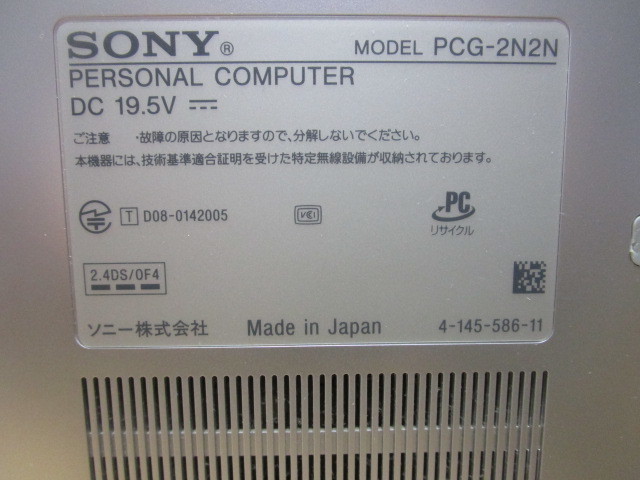 SONY® MODEL PCG-2N2N
PERSONAL COMPUTER
DC 19.5V
ご注意 ・故障の原因となりますので、分解しないでください。
本機器には、技術基準適合証明を受けた特定無線設備が収納されております。
T D08-0142005 VCI PC
リサイクル
2.4DS/OF4
ソニー株式会社 Made in Japan 4-145-586-11